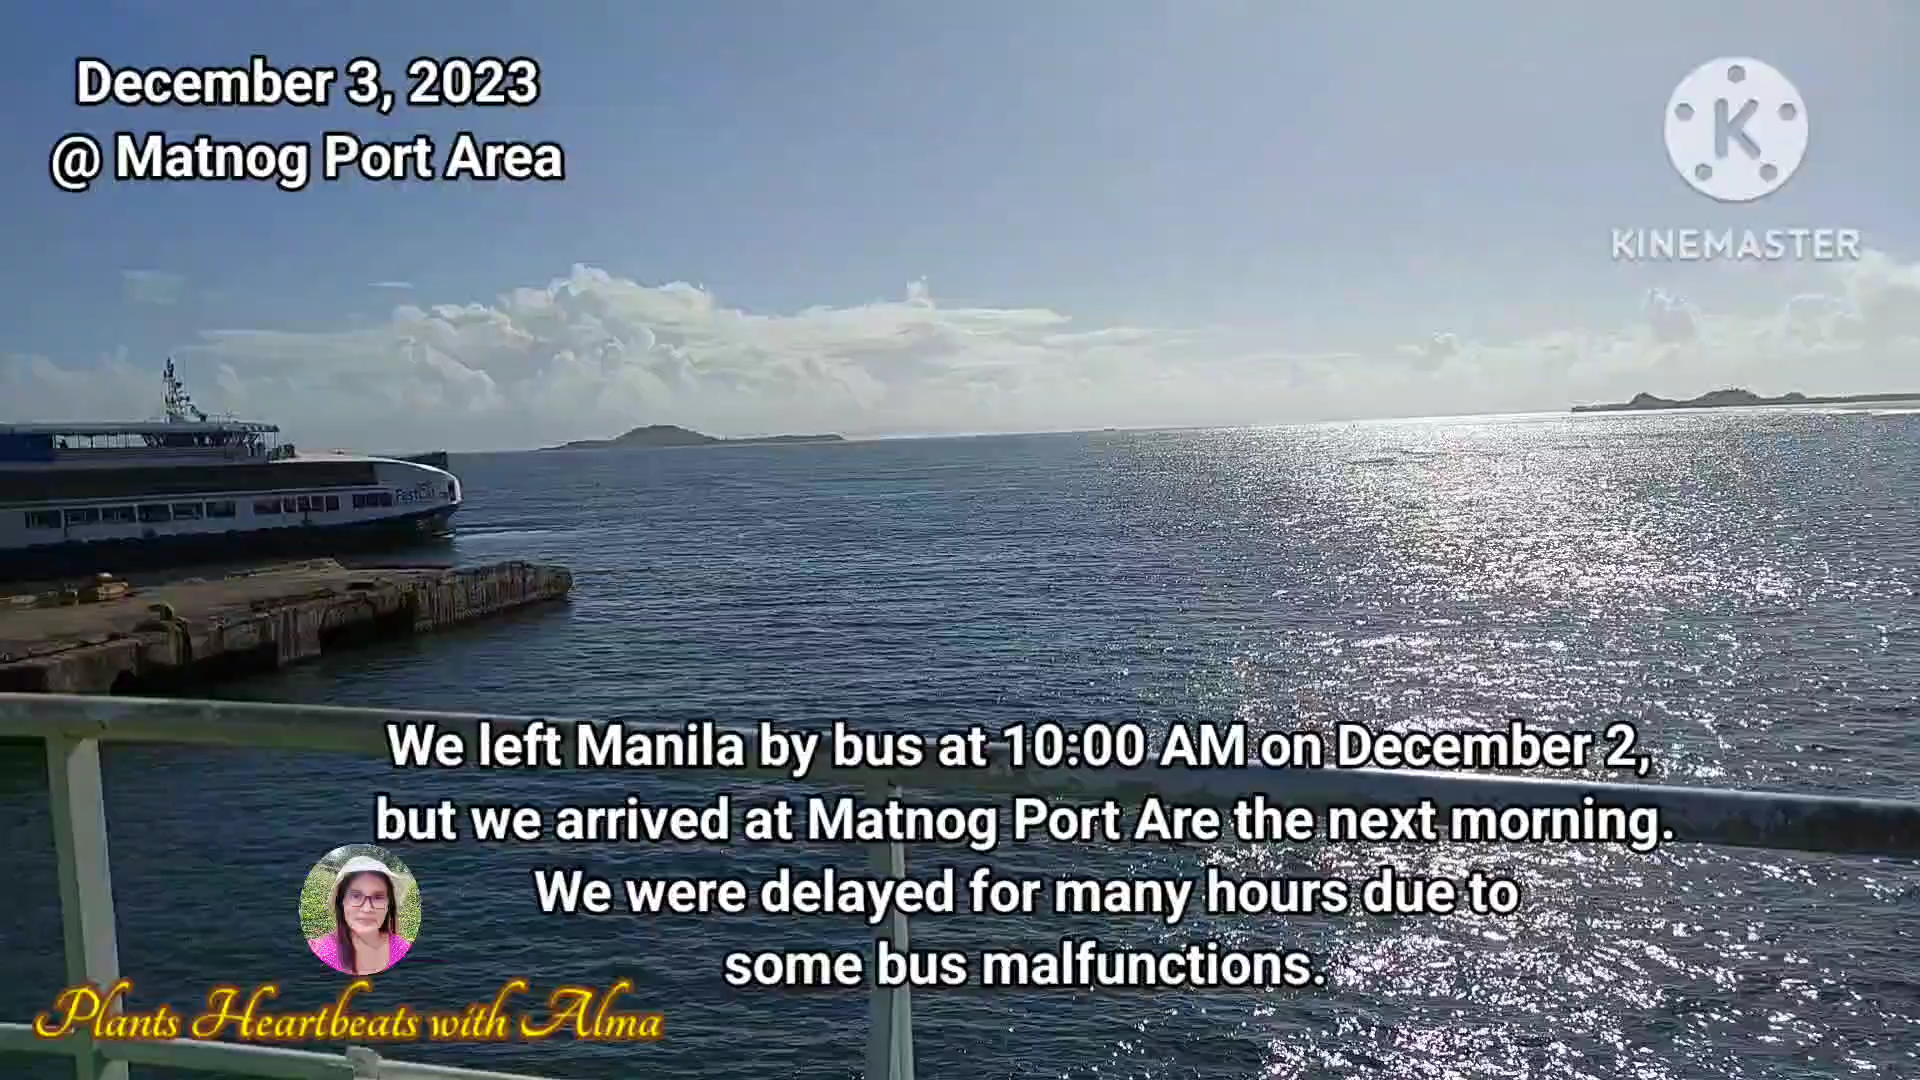 December 3, 2023
@ Matnog Port Area
K
KINEMASTER
FastCat
We left Manila by bus at 10:00 AM on December 2,
but we arrived at Matnog Port Are the next morning.
We were delayed for many hours due to
some bus malfunctions.
Plants Heartbeats with Alma